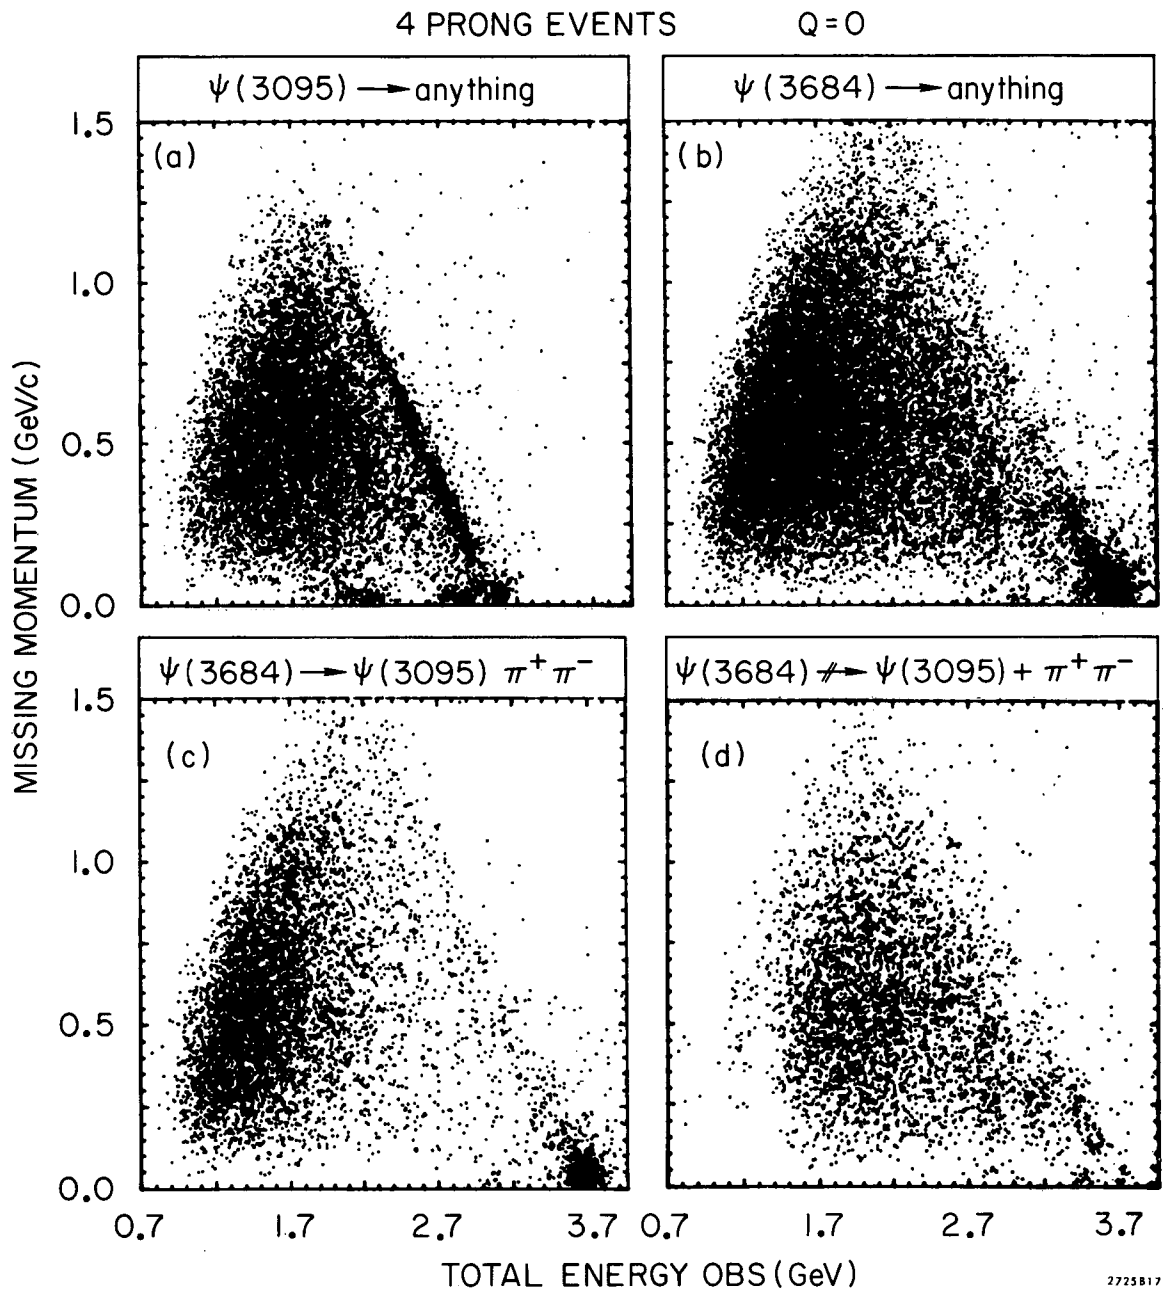 4 PRONG EVENTS Q=0
ψ(3095) → anything
ψ(3684) → anything
(a)
(b)
1.5
1.0
0.5
0.0
MISSING MOMENTUM (GeV/c)
ψ(3684) → ψ(3095) π⁺π⁻
ψ(3684) ↛ ψ(3095) + π⁺π⁻
(c)
(d)
1.5
1.0
0.5
0.0
0.7 1.7 2.7 3.7 0.7 1.7 2.7 3.7
TOTAL ENERGY OBS (GeV)
2725B17